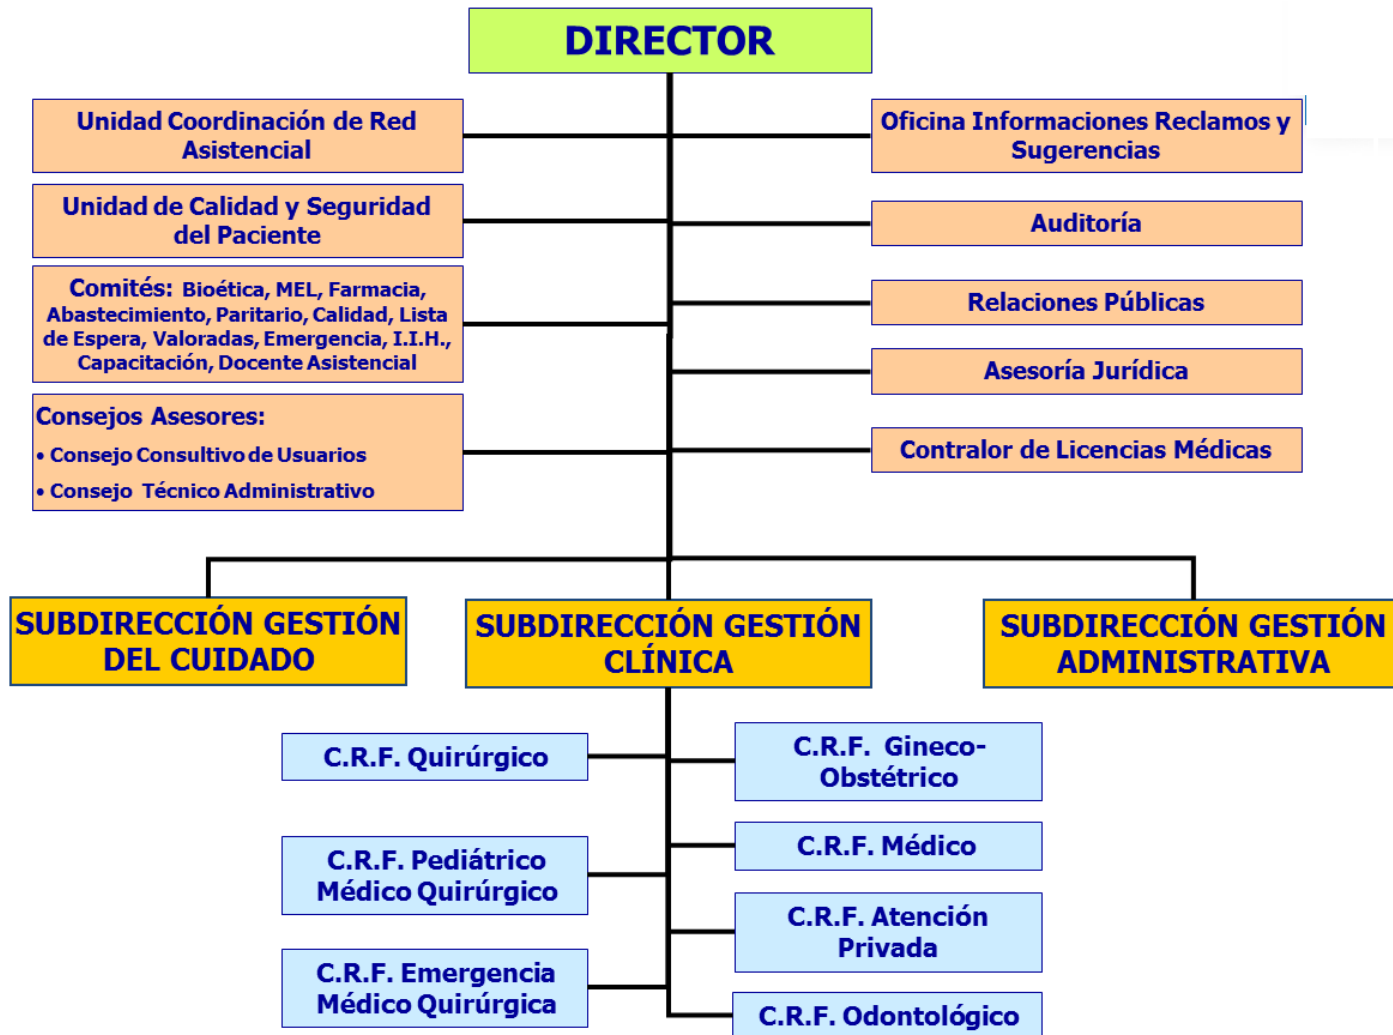 DIRECTOR
Unidad Coordinación de Red
Asistencial
Oficina Informaciones Reclamos y
Sugerencias
Unidad de Calidad y Seguridad
del Paciente
Auditoría
Comités: Bioética, MEL, Farmacia,
Abastecimiento, Paritario, Calidad, Lista
de Espera, Valoradas, Emergencia, I.I.H.,
Capacitación, Docente Asistencial
Relaciones Públicas
Asesoría Jurídica
Consejos Asesores:
• Consejo Consultivo de Usuarios
• Consejo Técnico Administrativo
Contralor de Licencias Médicas
SUBDIRECCIÓN GESTIÓN
DEL CUIDADO
SUBDIRECCIÓN GESTIÓN
CLÍNICA
SUBDIRECCIÓN GESTIÓN
ADMINISTRATIVA
C.R.F. Quirúrgico
C.R.F. Gineco-
Obstétrico
C.R.F. Pediátrico
Médico Quirúrgico
C.R.F. Médico
C.R.F. Atención
Privada
C.R.F. Emergencia
Médico Quirúrgica
C.R.F. Odontológico